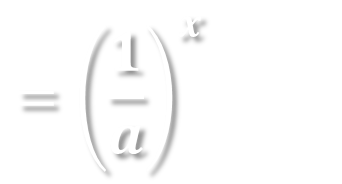 = (1/a)^x